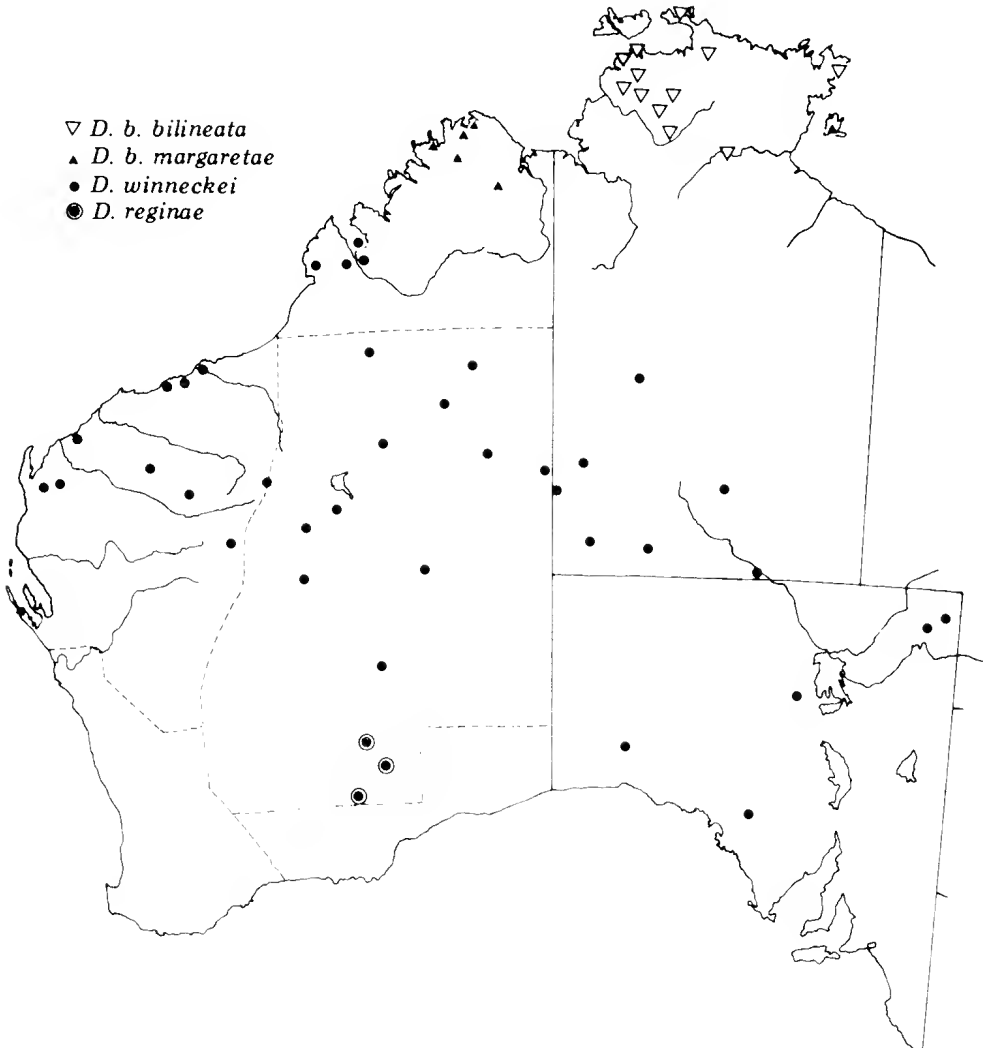 ▽ D. b. bilineata
▲ D. b. margaretae
● D. winneckei
◉ D. reginae